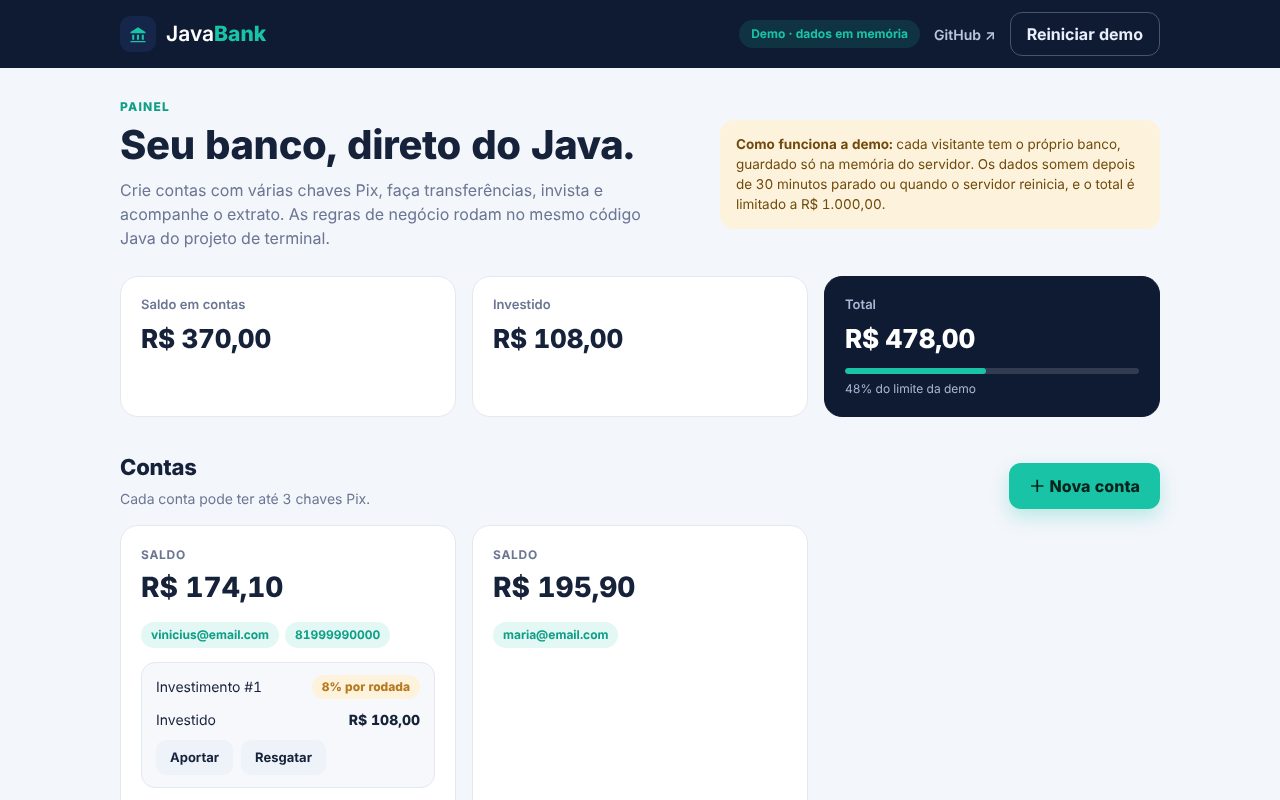 JavaBank
Demo · dados em memória
GitHub ↗
Reiniciar demo
PAINEL
Seu banco, direto do Java.
Crie contas com várias chaves Pix, faça transferências, invista e
acompanhe o extrato. As regras de negócio rodam no mesmo código
Java do projeto de terminal.
Como funciona a demo: cada visitante tem o próprio banco,
guardado só na memória do servidor. Os dados somem depois
de 30 minutos parado ou quando o servidor reinicia, e o total é
limitado a R$ 1.000,00.
Saldo em contas
R$ 370,00
Investido
R$ 108,00
Total
R$ 478,00
48% do limite da demo
Contas
Cada conta pode ter até 3 chaves Pix.
+ Nova conta
SALDO
R$ 174,10
vinicius@email.com
81999990000
Investimento #1
8% por rodada
Investido
R$ 108,00
Aportar
Resgatar
SALDO
R$ 195,90
maria@email.com